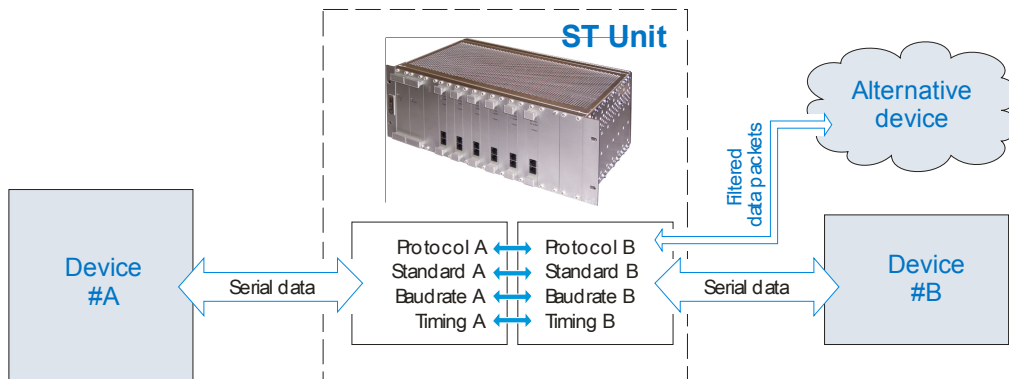 ST Unit
Alternative
device
Filtered
data packets
Device
#A
Serial data
Protocol A
Standard A
Baudrate A
Timing A
Protocol B
Standard B
Baudrate B
Timing B
Serial data
Device
#B